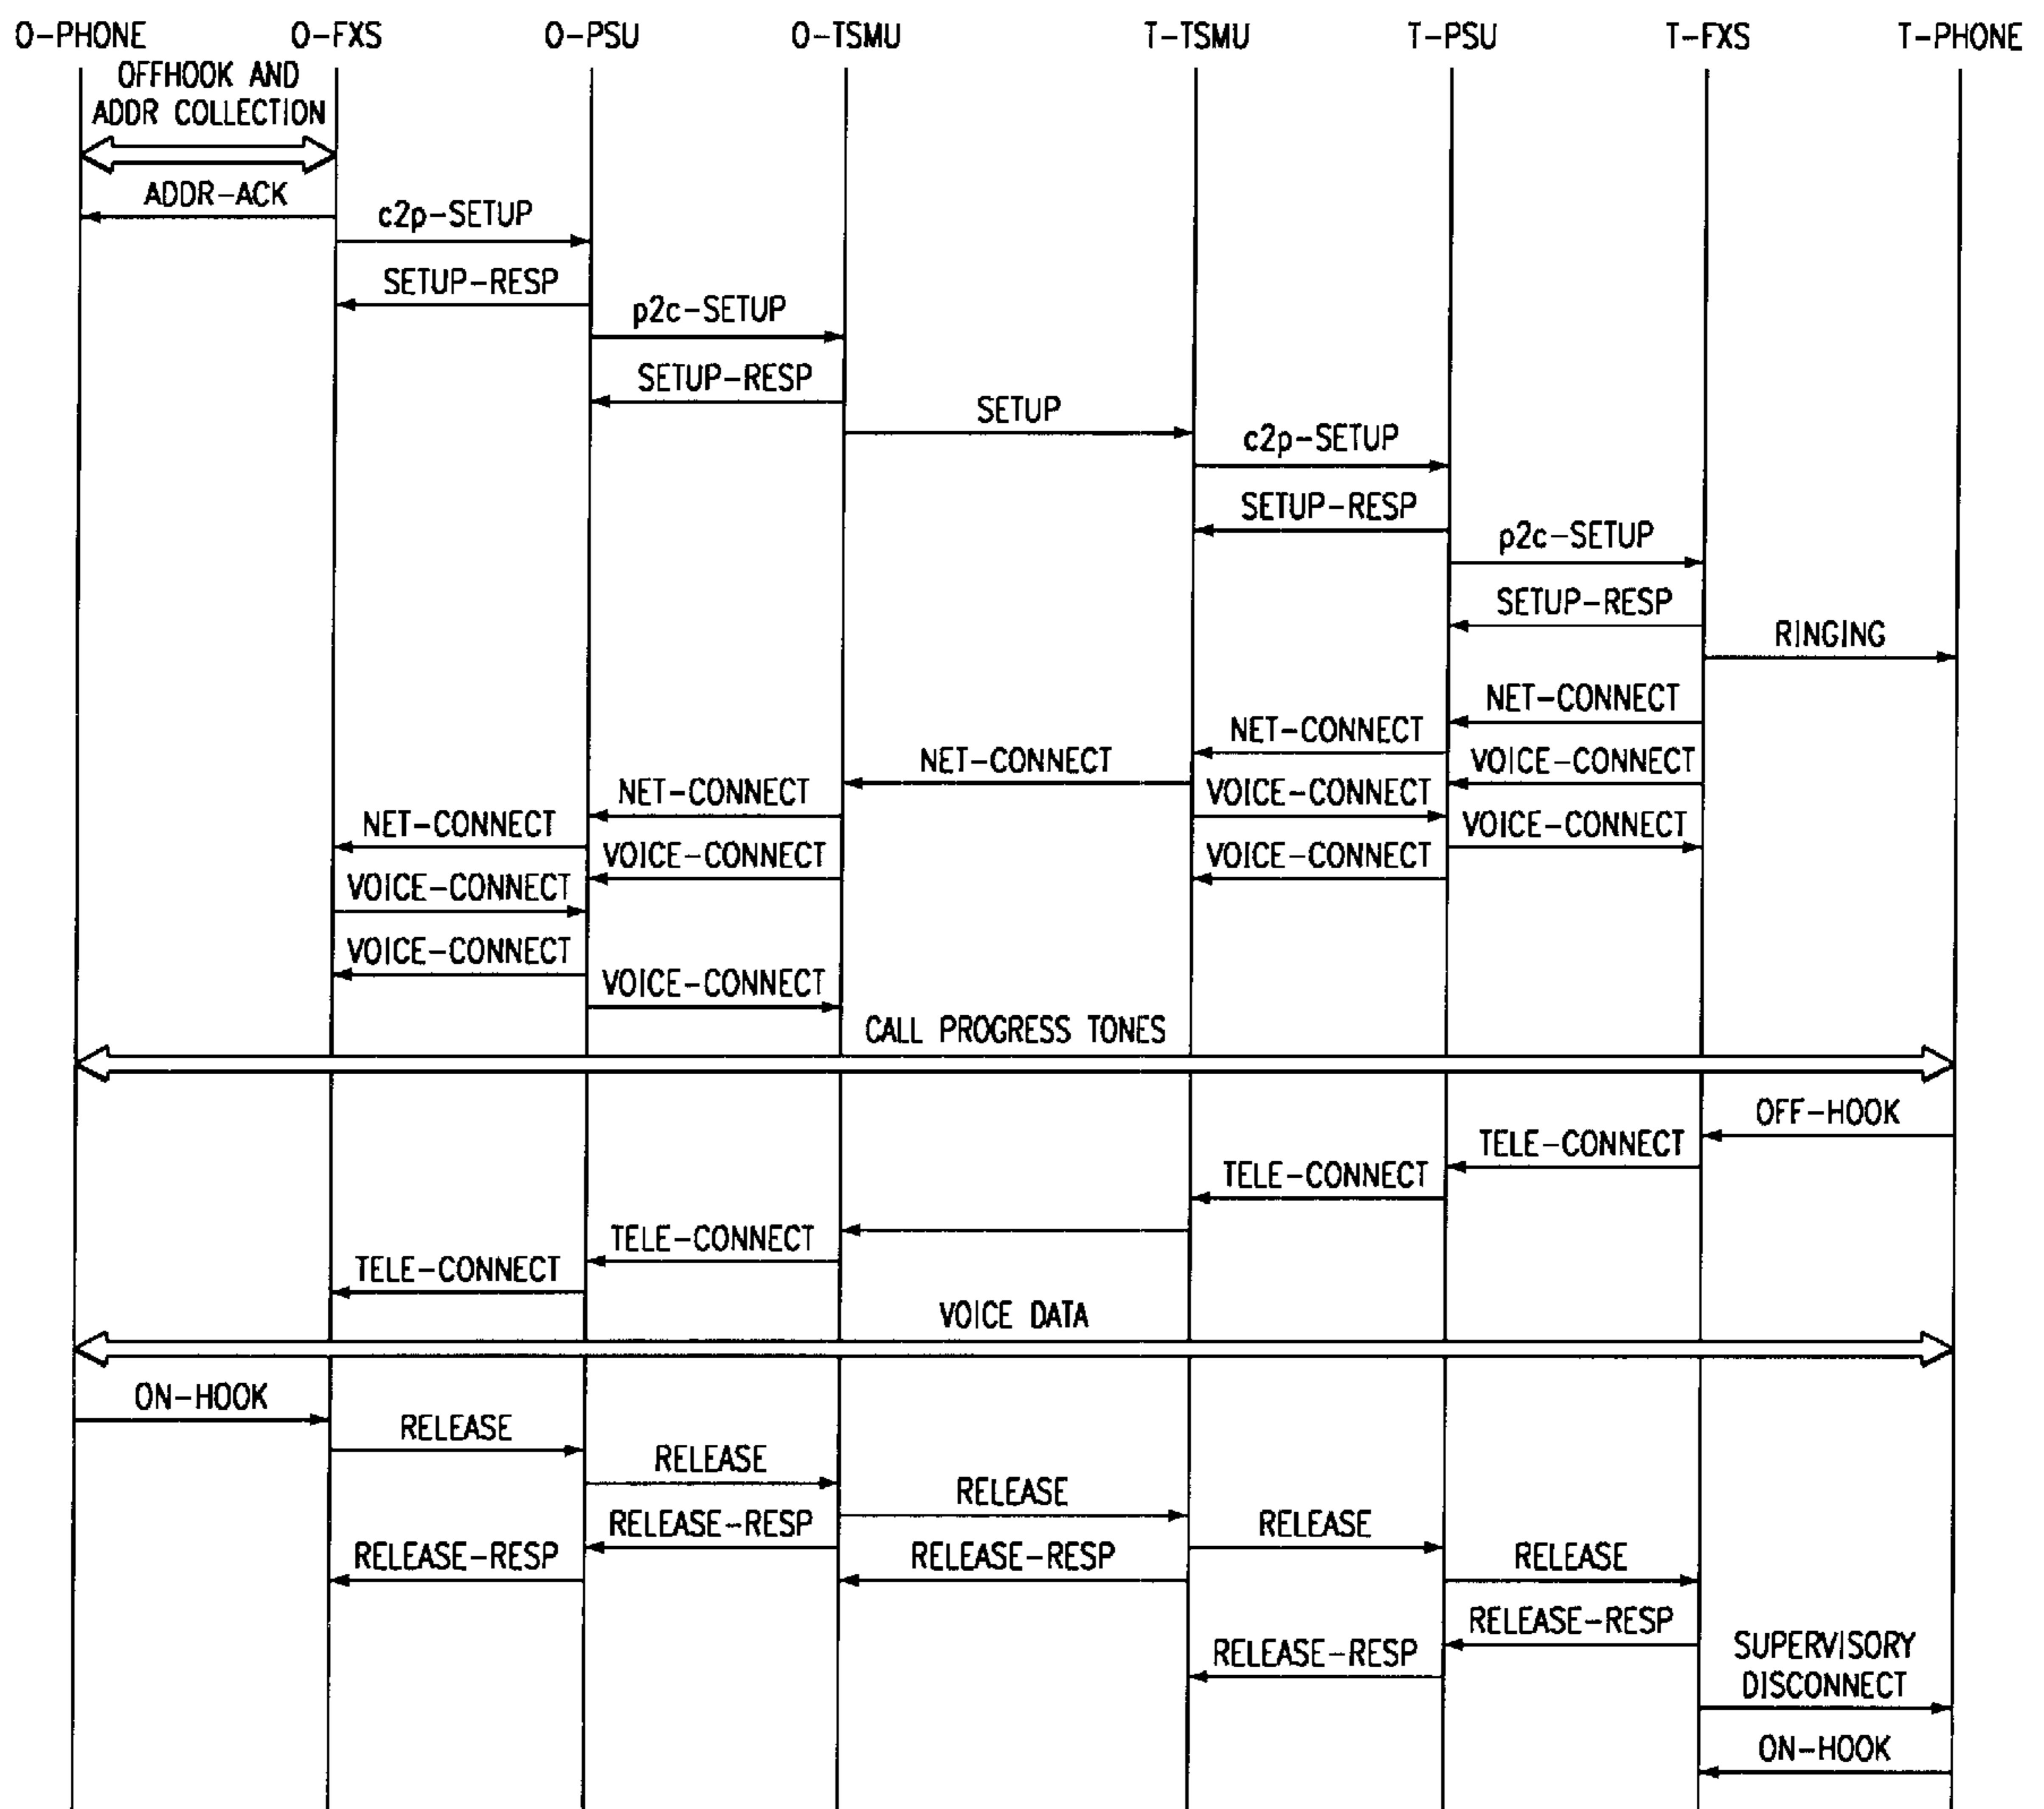 O-PHONE O-FXS O-PSU O-TSMU T-TSMU T-PSU T-FXS T-PHONE
OFFHOOK AND
ADDR COLLECTION
ADDR-ACK
c2p-SETUP
SETUP-RESP
p2c-SETUP
SETUP-RESP
SETUP
c2p-SETUP
SETUP-RESP
p2c-SETUP
SETUP-RESP
RINGING
NET-CONNECT
NET-CONNECT
NET-CONNECT
VOICE-CONNECT
NET-CONNECT
VOICE-CONNECT
NET-CONNECT
VOICE-CONNECT
VOICE-CONNECT
VOICE-CONNECT
VOICE-CONNECT
VOICE-CONNECT
VOICE-CONNECT
CALL PROGRESS TONES
OFF-HOOK
TELE-CONNECT
TELE-CONNECT
TELE-CONNECT
TELE-CONNECT
VOICE DATA
ON-HOOK
RELEASE
RELEASE
RELEASE
RELEASE-RESP
RELEASE
RELEASE-RESP
RELEASE-RESP
RELEASE
RELEASE-RESP
RELEASE-RESP
SUPERVISORY
DISCONNECT
ON-HOOK